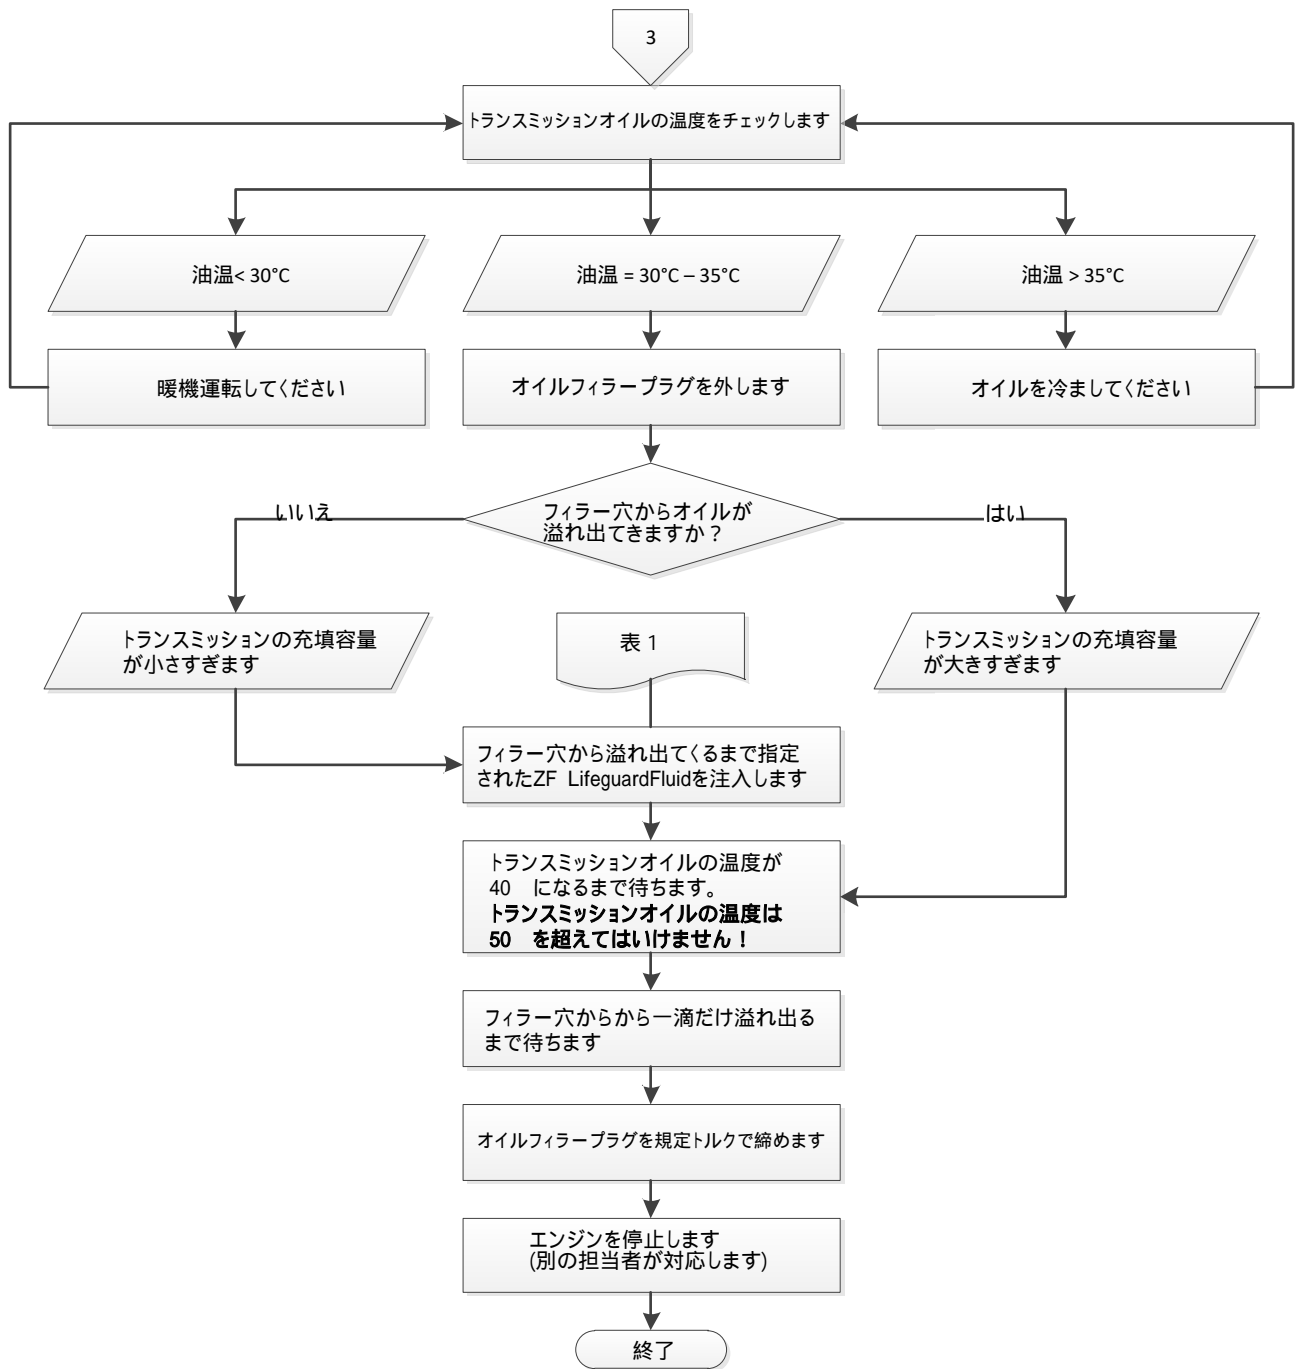 3
トランスミッションオイルの温度をチェックします
油温< 30°C
油温 = 30°C – 35°C
油温 > 35°C
暖機運転してください
オイルフィラープラグを外します
オイルを冷ましてください
フィラー穴からオイルが
溢れ出てきますか？
いいえ
はい
トランスミッションの充填容量
が小さすぎます
表 1
トランスミッションの充填容量
が大きすぎます
フィラー穴から溢れ出てくるまで指定
されたZF LifeguardFluidを注入します
トランスミッションオイルの温度が
40　になるまで待ちます。
トランスミッションオイルの温度は
50　を超えてはいけません！
フィラー穴からから一滴だけ溢れ出る
まで待ちます
オイルフィラープラグを規定トルクで締めます
エンジンを停止します
(別の担当者が対応します)
終了